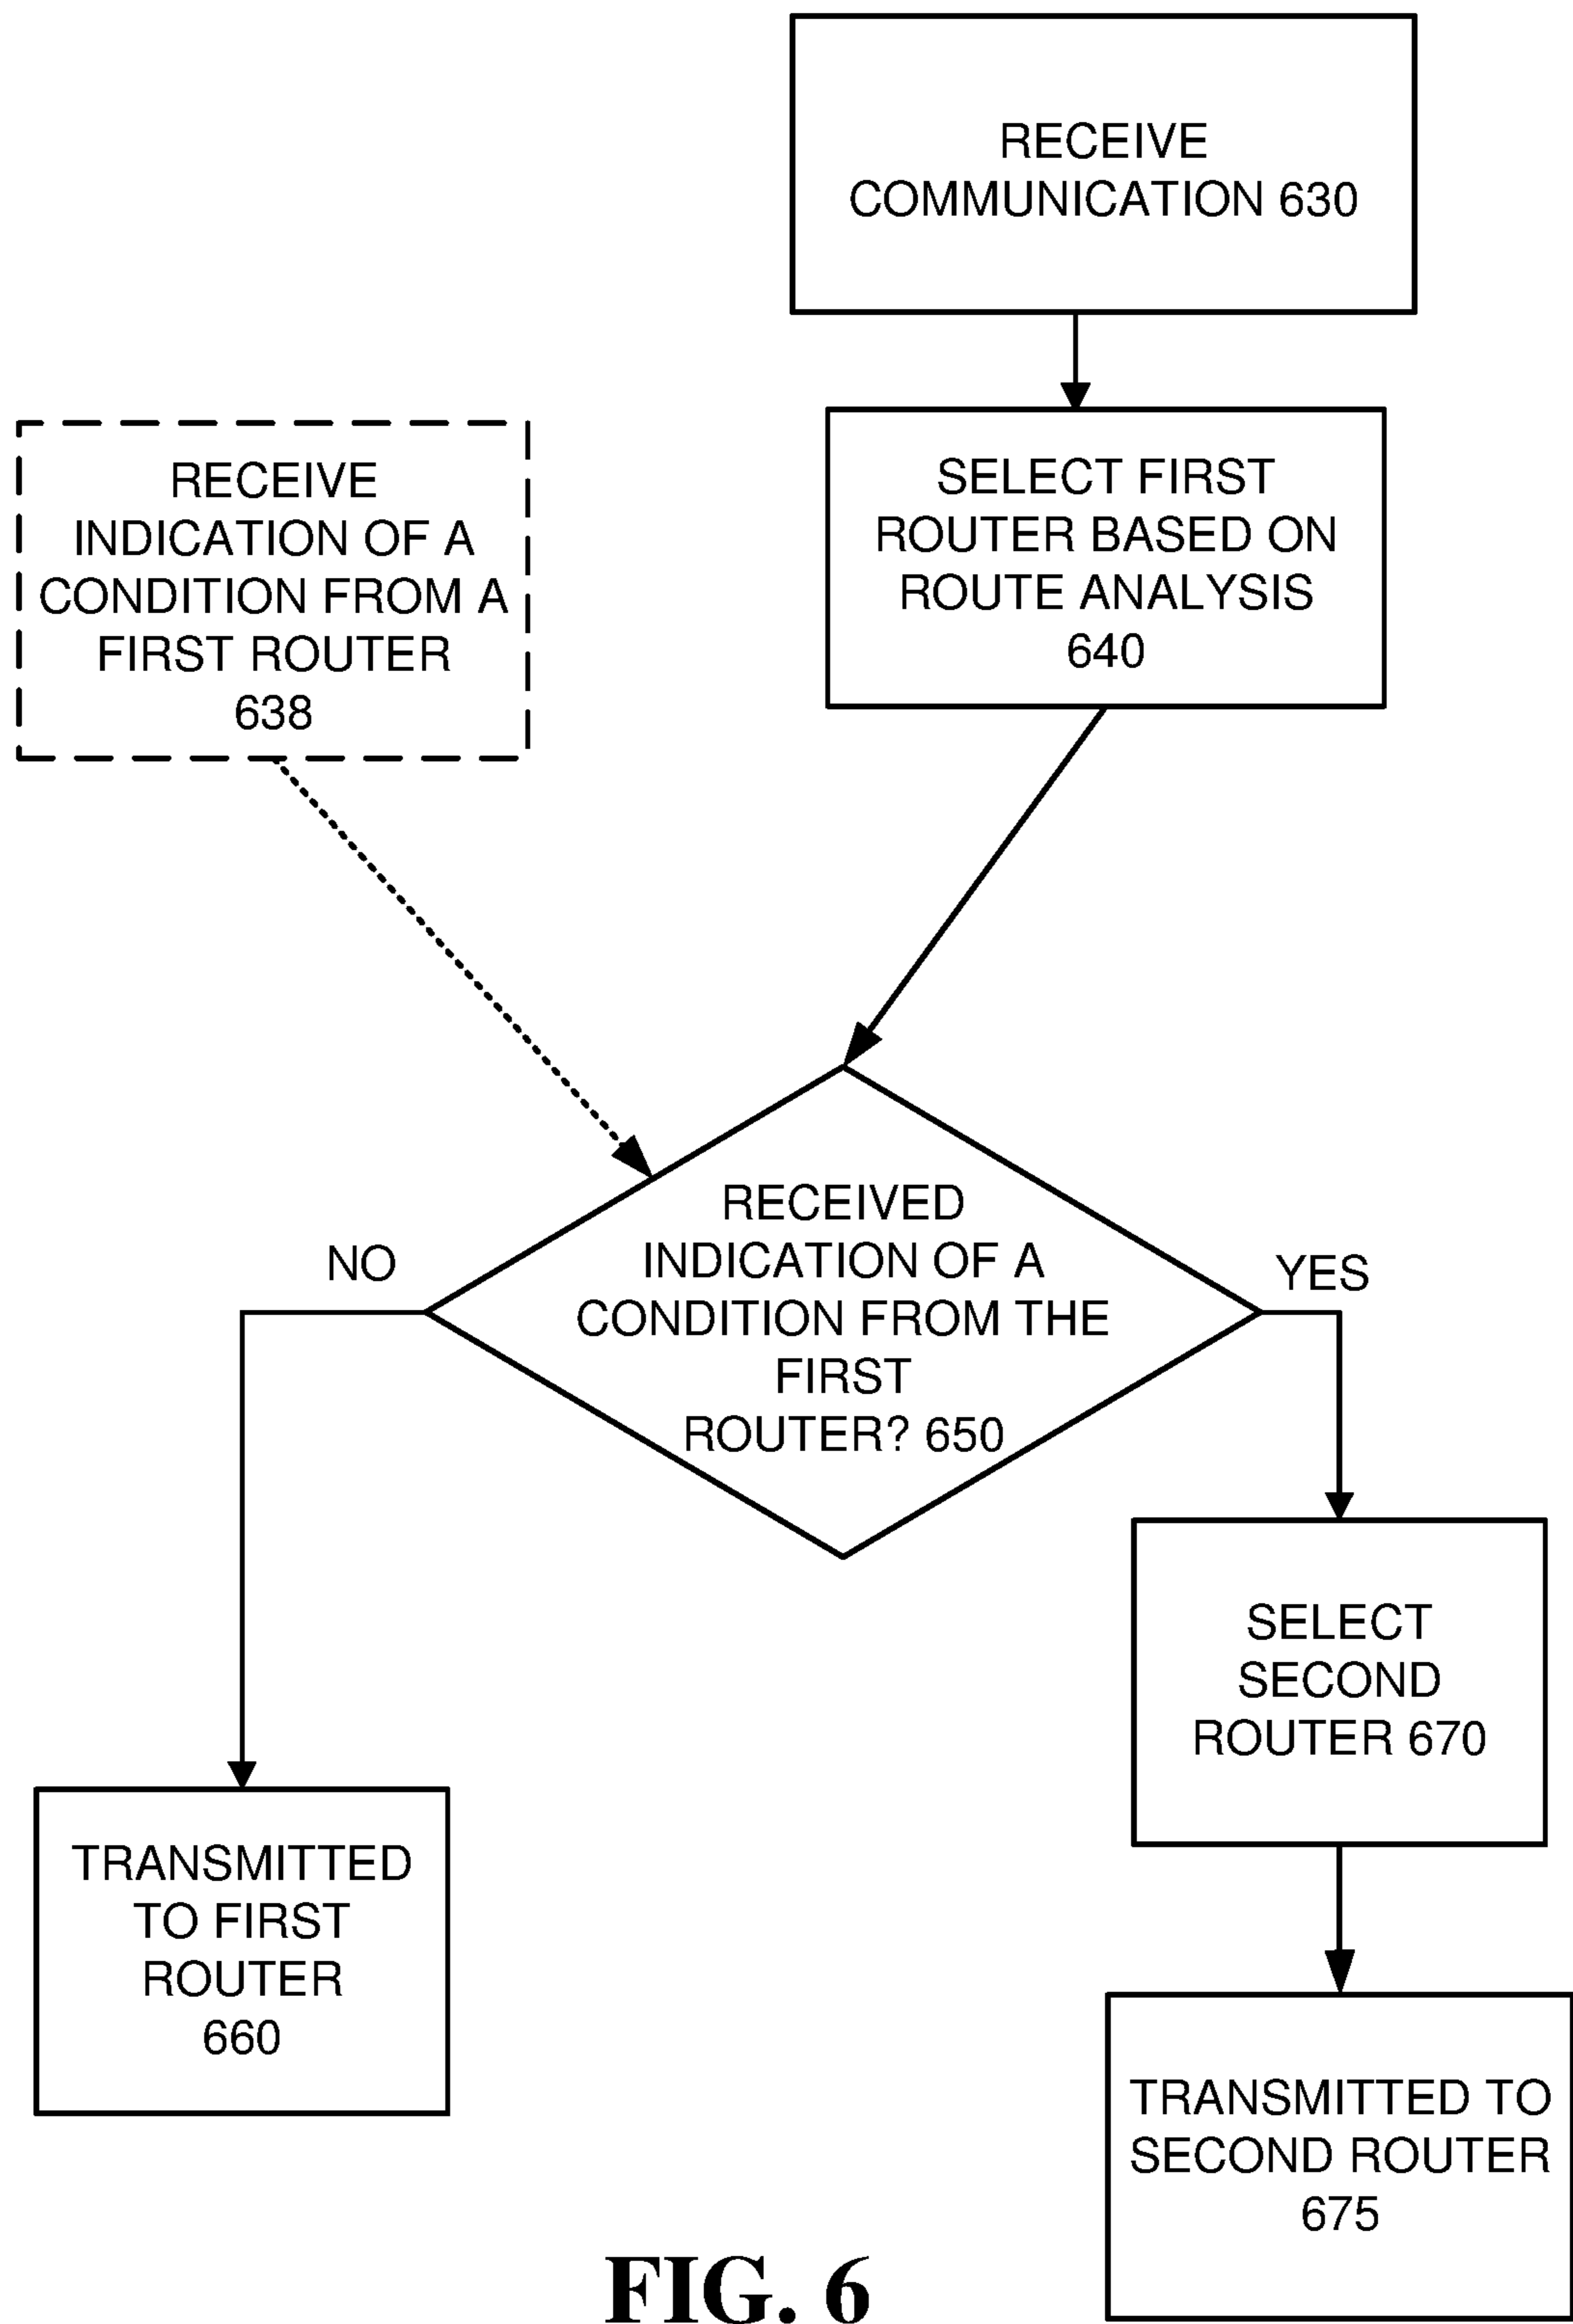 RECEIVE
COMMUNICATION 630
RECEIVE
INDICATION OF A
CONDITION FROM A
FIRST ROUTER
638
SELECT FIRST
ROUTER BASED ON
ROUTE ANALYSIS
640
RECEIVED
INDICATION OF A
CONDITION FROM THE
FIRST
ROUTER? 650
NO
YES
SELECT
SECOND
ROUTER 670
TRANSMITTED
TO FIRST
ROUTER
660
TRANSMITTED TO
SECOND ROUTER
675
FIG. 6